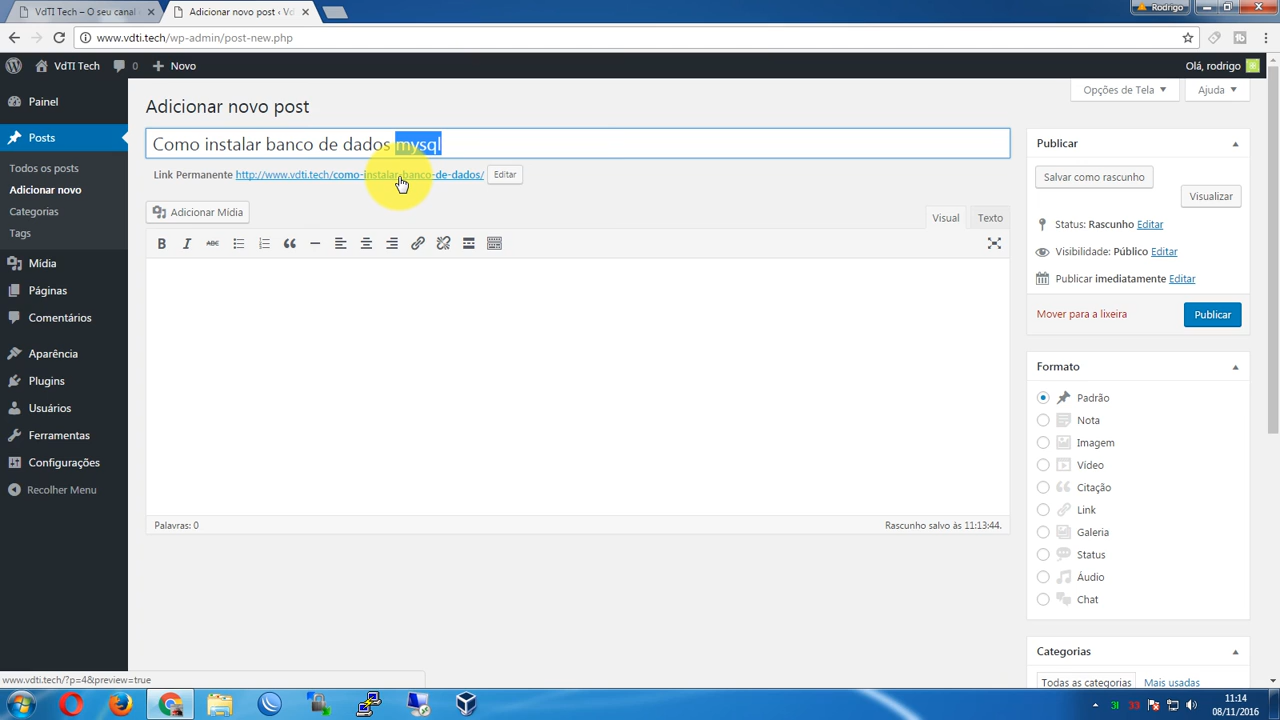 VdTI Tech – O seu canal
Adicionar novo post ‹ Vd
Rodrigo
www.vdti.tech/wp-admin/post-new.php
VdTI Tech
0
Novo
Olá, rodrigo
Painel
Posts
Todos os posts
Adicionar novo
Categorias
Tags
Mídia
Páginas
Comentários
Aparência
Plugins
Usuários
Ferramentas
Configurações
Recolher Menu
Opções de Tela
Ajuda
Adicionar novo post
Como instalar banco de dados mysql
Link Permanente http://www.vdti.tech/como-instalar-banco-de-dados/ Editar
Adicionar Mídia
Visual
Texto
B I ABC
Palavras: 0
Rascunho salvo às 11:13:44.
Publicar
Salvar como rascunho
Visualizar
Status: Rascunho Editar
Visibilidade: Público Editar
Publicar imediatamente Editar
Mover para a lixeira
Publicar
Formato
Padrão
Nota
Imagem
Vídeo
Citação
Link
Galeria
Status
Áudio
Chat
Categorias
Todas as categorias
Mais usadas
www.vdti.tech/?p=4&preview=true
31 33
11:14
08/11/2016